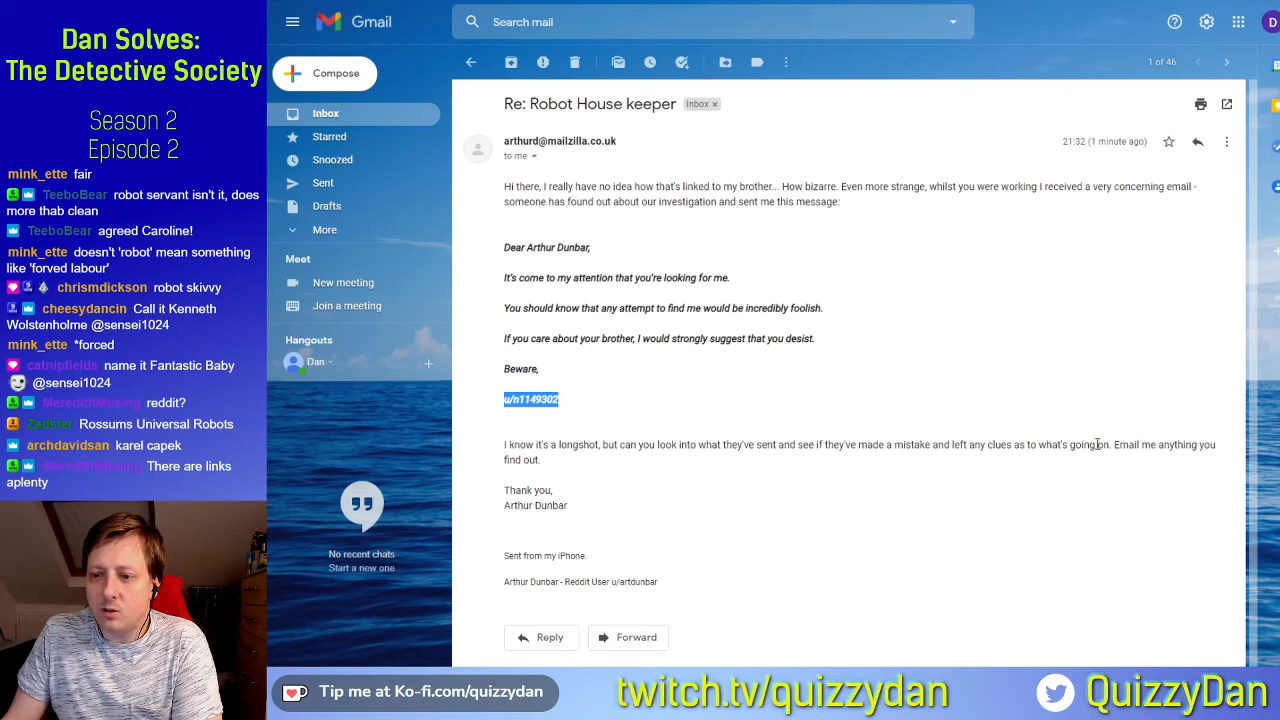 Dan Solves:
The Detective Society
Season 2
Episode 2
mink_ette fair
TeeboBear robot servant isn't it, does
more thab clean
TeeboBear agreed Caroline!
mink_ette doesn't 'robot' mean something
like 'forved labour'
chrismdickson robot skivvy
cheesydancin Call it Kenneth
Wolstenholme @sensei1024
mink_ette *forced
catnipfields name it Fantastic Baby
@sensei1024
MeredithMusing reddit?
Zauster Rossums Universal Robots
archdavidsan karel capek
MeredithMusing There are links
aplenty
Gmail
Search mail
D
Compose
Inbox
Starred
Snoozed
Sent
Drafts
More
Meet
New meeting
Join a meeting
Hangouts
Dan
No recent chats
Start a new one
1 of 46
Re: Robot House keeper Inbox x
arthurd@mailzilla.co.uk 21:32 (1 minute ago)
to me
Hi there, I really have no idea how that's linked to my brother... How bizarre. Even more strange, whilst you were working I received a very concerning email -
someone has found out about our investigation and sent me this message:
Dear Arthur Dunbar,
It's come to my attention that you're looking for me.
You should know that any attempt to find me would be incredibly foolish.
If you care about your brother, I would strongly suggest that you desist.
Beware,
u/n1149302
I know it's a longshot, but can you look into what they've sent and see if they've made a mistake and left any clues as to what's going on. Email me anything you
find out.
Thank you,
Arthur Dunbar
Sent from my iPhone.
Arthur Dunbar - Reddit User u/artdunbar
Reply
Forward
Tip me at Ko-fi.com/quizzydan
twitch.tv/quizzydan
QuizzyDan